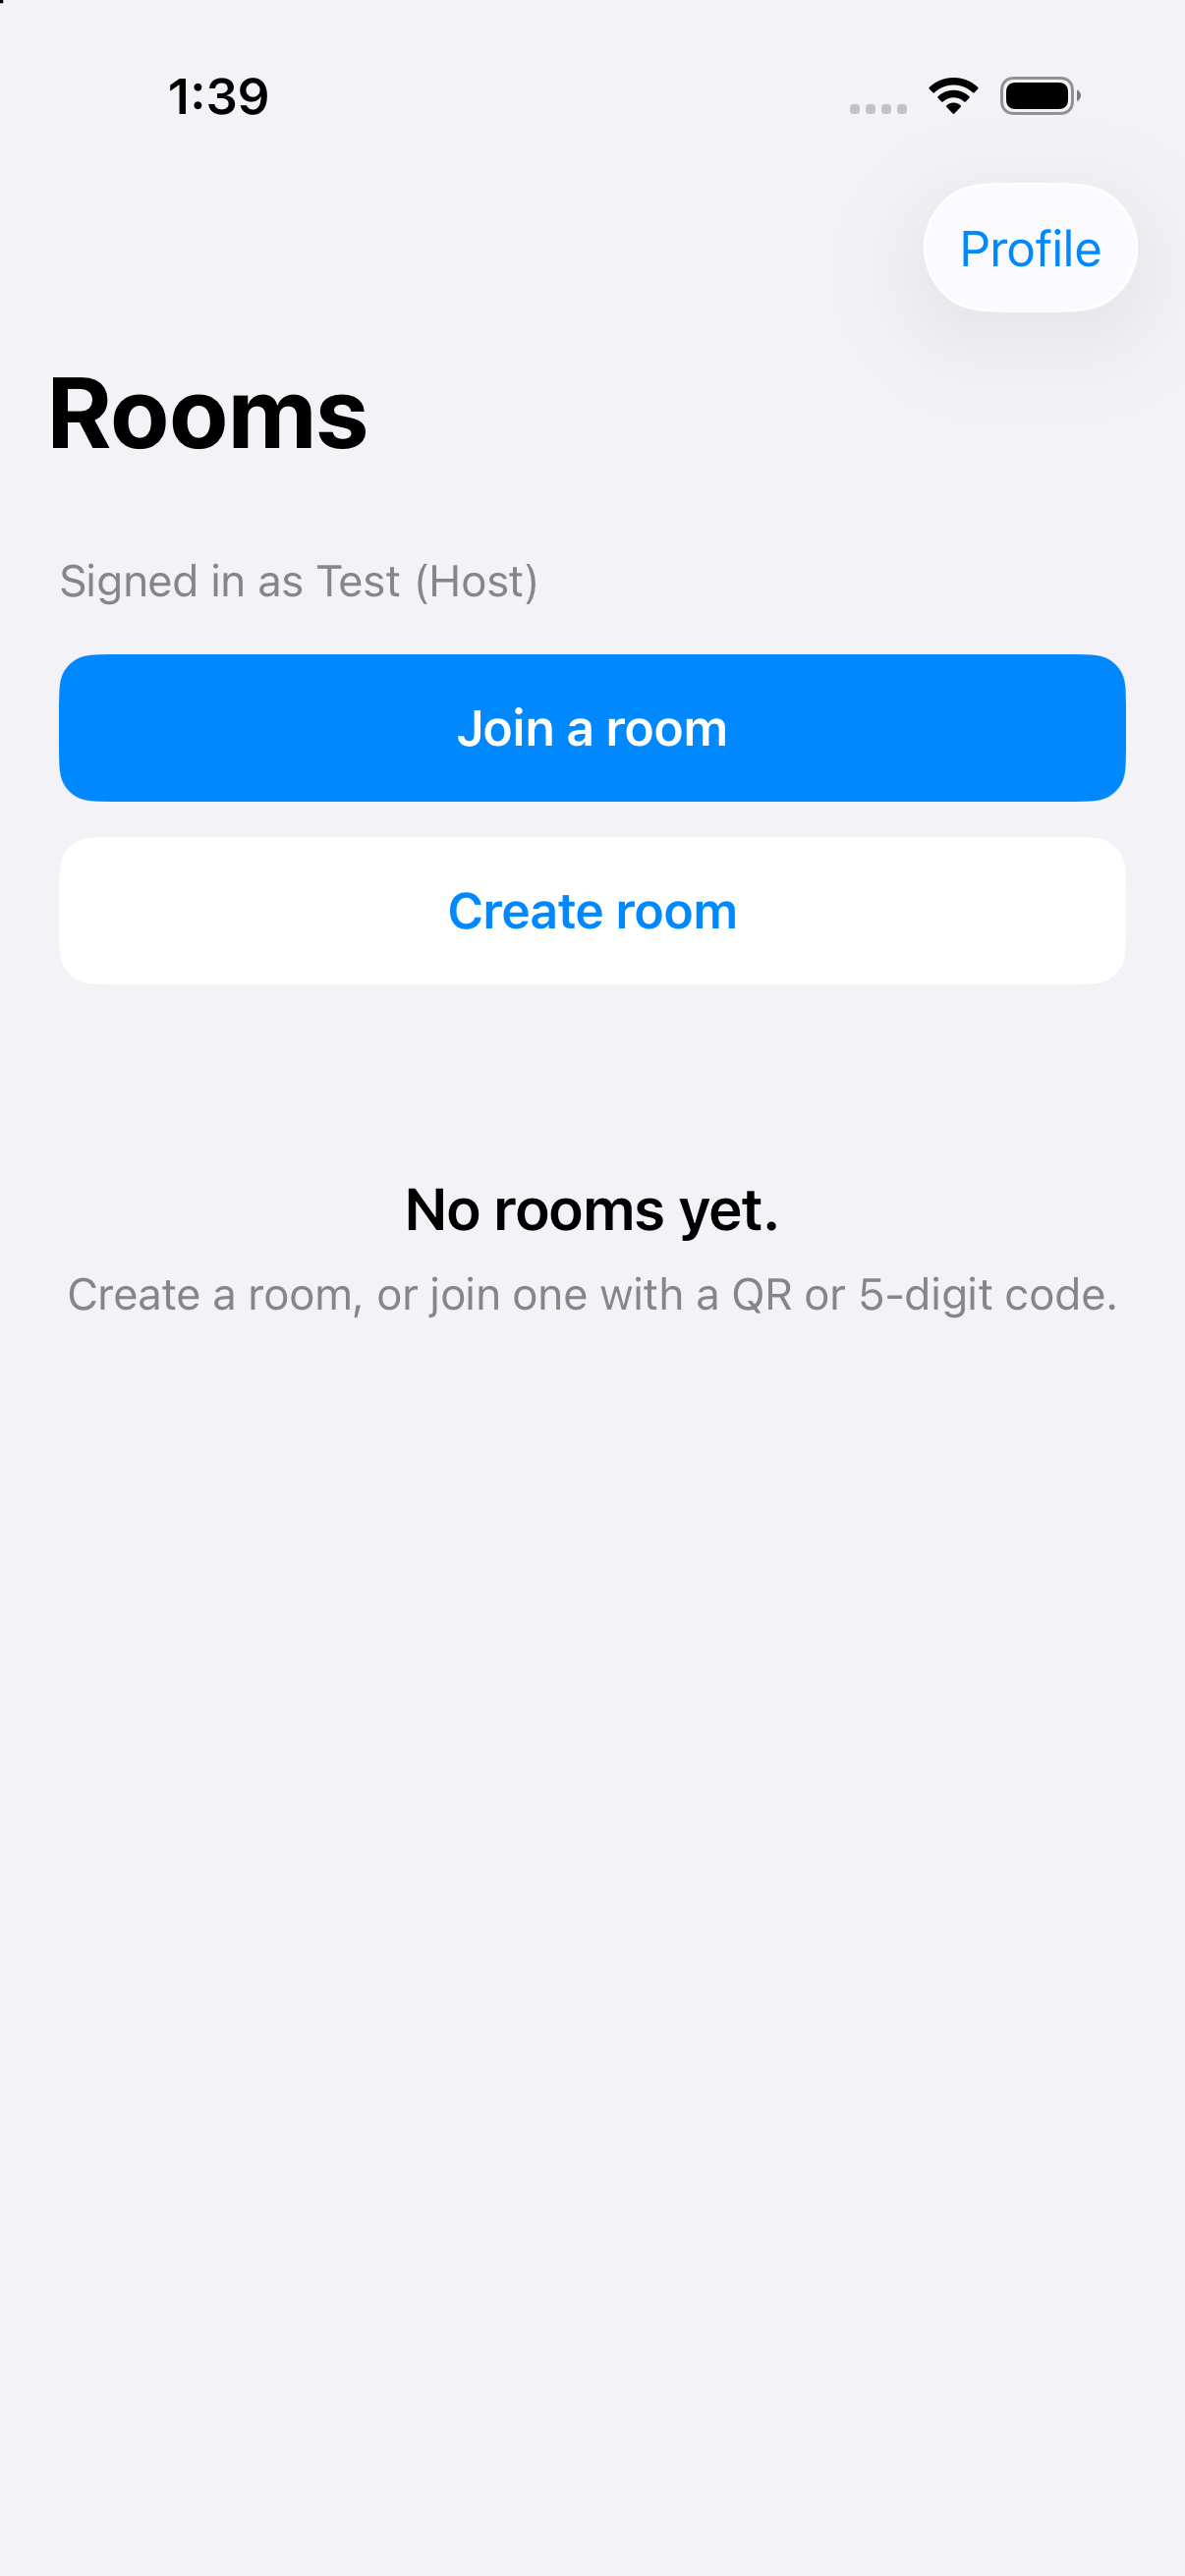 1:39
Profile
Rooms
Signed in as Test (Host)
Join a room
Create room
No rooms yet.
Create a room, or join one with a QR or 5-digit code.